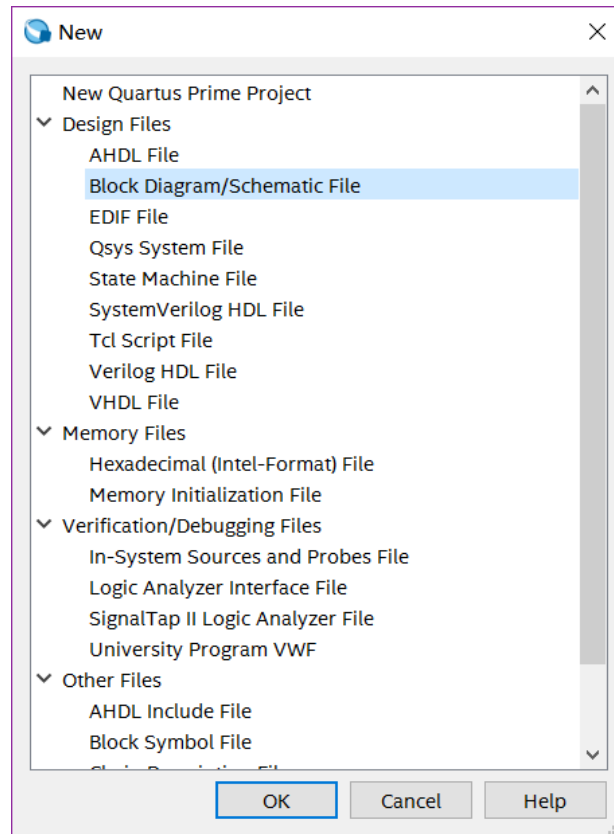 New
New Quartus Prime Project
Design Files
AHDL File
Block Diagram/Schematic File
EDIF File
Qsys System File
State Machine File
SystemVerilog HDL File
Tcl Script File
Verilog HDL File
VHDL File
Memory Files
Hexadecimal (Intel-Format) File
Memory Initialization File
Verification/Debugging Files
In-System Sources and Probes File
Logic Analyzer Interface File
SignalTap II Logic Analyzer File
University Program VWF
Other Files
AHDL Include File
Block Symbol File
OK Cancel Help